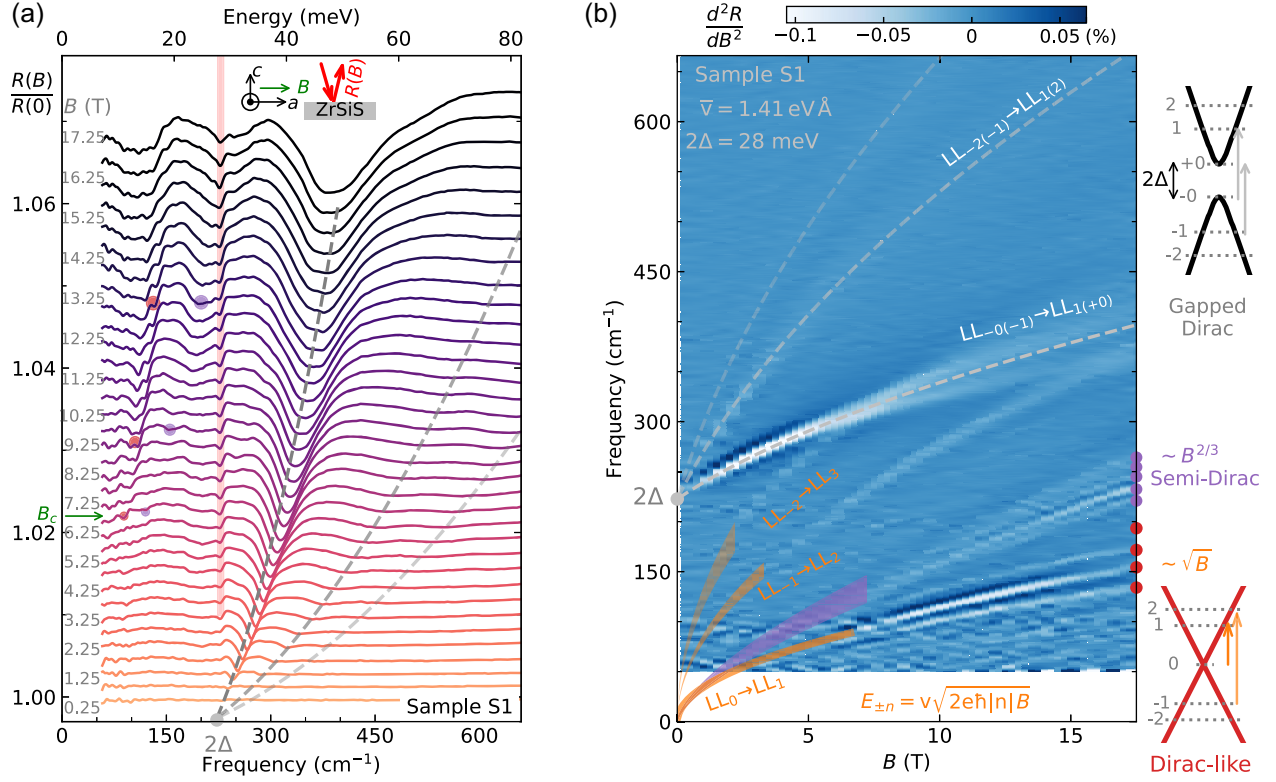 (a)
Energy (meV)
0 20 40 60 80
R(B)
R(0)
B (T)
c
B
a
R(B)
ZrSiS
17.25
16.25
1.06
15.25
14.25
13.25
12.25
1.04
11.25
10.25
9.25
8.25
7.25
B_c
6.25
1.02
5.25
4.25
3.25
2.25
1.25
1.00
0.25
Sample S1
0 150 300 450 600
2Δ
Frequency (cm⁻¹)
(b)
d²R
dB²
−0.1 −0.05 0 0.05 (%)
Sample S1
v̅ = 1.41 eV Å
2Δ = 28 meV
LL₋₂₍₋₁₎→LL₁₍₂₎
LL₋₀₍₋₁₎→LL₁₍₊₀₎
LL₋₂→LL₃
LL₋₁→LL₂
LL₀→LL₁
E±n = v√2eħ|n|B
600
450
300
2Δ
150
0
Frequency (cm⁻¹)
0 5 10 15
B (T)
2
1
+0
2Δ
-0
-1
-2
Gapped
Dirac
~ B^{2/3}
Semi-Dirac
~ √B
2
1
0
-1
-2
Dirac-like